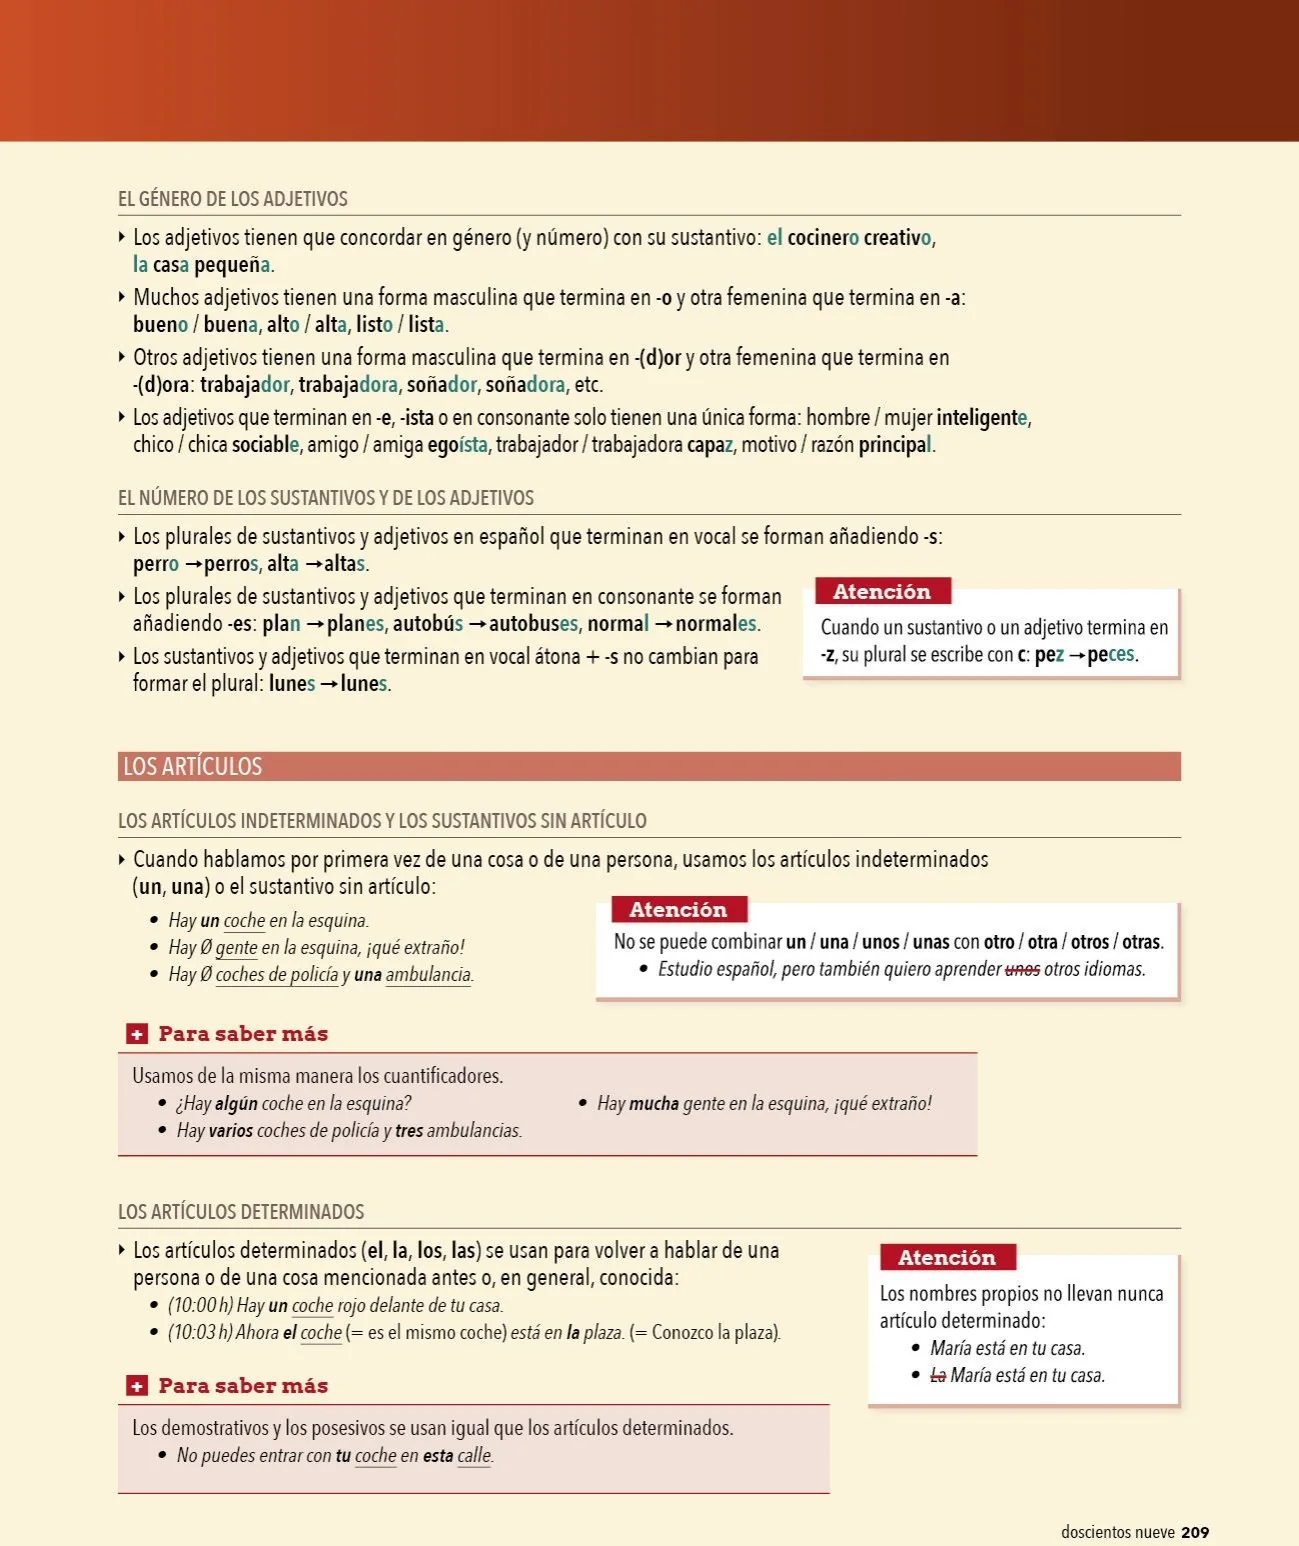 EL GÉNERO DE LOS ADJETIVOS
‣ Los adjetivos tienen que concordar en género (y número) con su sustantivo: el cocinero creativo,
la casa pequeña.
‣ Muchos adjetivos tienen una forma masculina que termina en -o y otra femenina que termina en -a:
bueno / buena, alto / alta, listo / lista.
‣ Otros adjetivos tienen una forma masculina que termina en -(d)or y otra femenina que termina en
-(d)ora: trabajador, trabajadora, soñador, soñadora, etc.
‣ Los adjetivos que terminan en -e, -ista o en consonante solo tienen una única forma: hombre / mujer inteligente,
chico / chica sociable, amigo / amiga egoísta, trabajador / trabajadora capaz, motivo / razón principal.
EL NÚMERO DE LOS SUSTANTIVOS Y DE LOS ADJETIVOS
‣ Los plurales de sustantivos y adjetivos en español que terminan en vocal se forman añadiendo -s:
perro →perros, alta →altas.
‣ Los plurales de sustantivos y adjetivos que terminan en consonante se forman
añadiendo -es: plan →planes, autobús →autobuses, normal →normales.
‣ Los sustantivos y adjetivos que terminan en vocal átona + -s no cambian para
formar el plural: lunes →lunes.
Atención
Cuando un sustantivo o un adjetivo termina en
-z, su plural se escribe con c: pez →peces.
LOS ARTÍCULOS
LOS ARTÍCULOS INDETERMINADOS Y LOS SUSTANTIVOS SIN ARTÍCULO
‣ Cuando hablamos por primera vez de una cosa o de una persona, usamos los artículos indeterminados
(un, una) o el sustantivo sin artículo:
• Hay un coche en la esquina.
• Hay Ø gente en la esquina, ¡qué extraño!
• Hay Ø coches de policía y una ambulancia.
Atención
No se puede combinar un / una / unos / unas con otro / otra / otros / otras.
• Estudio español, pero también quiero aprender unos otros idiomas.
+ Para saber más
Usamos de la misma manera los cuantificadores.
• ¿Hay algún coche en la esquina?
• Hay varios coches de policía y tres ambulancias.
• Hay mucha gente en la esquina, ¡qué extraño!
LOS ARTÍCULOS DETERMINADOS
‣ Los artículos determinados (el, la, los, las) se usan para volver a hablar de una
persona o de una cosa mencionada antes o, en general, conocida:
• (10:00 h) Hay un coche rojo delante de tu casa.
• (10:03 h) Ahora el coche (= es el mismo coche) está en la plaza. (= Conozco la plaza).
Atención
Los nombres propios no llevan nunca
artículo determinado:
• María está en tu casa.
• La María está en tu casa.
+ Para saber más
Los demostrativos y los posesivos se usan igual que los artículos determinados.
• No puedes entrar con tu coche en esta calle.
doscientos nueve 209